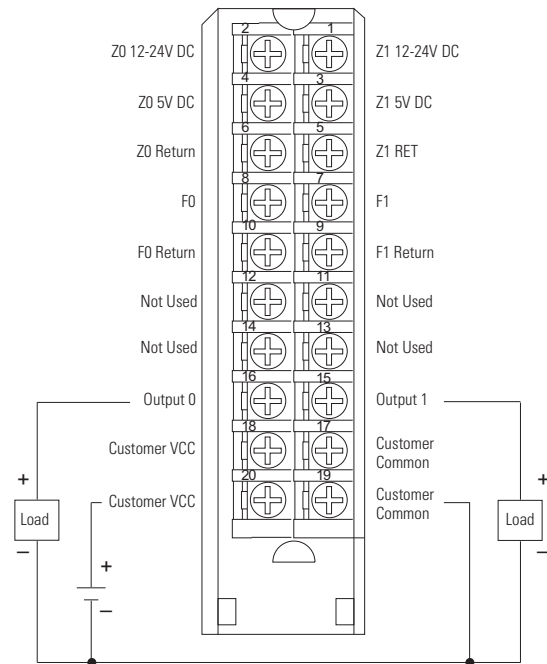 2 1
Z0 12-24V DC Z1 12-24V DC
4 3
Z0 5V DC Z1 5V DC
6 5
Z0 Return Z1 RET
8 7
F0 F1
10 9
F0 Return F1 Return
12 11
Not Used Not Used
14 13
Not Used Not Used
16 15
Output 0 Output 1
18 17
Customer VCC Customer
Common
20 19
+ Customer VCC Customer +
Common
Load Load
− + −
−